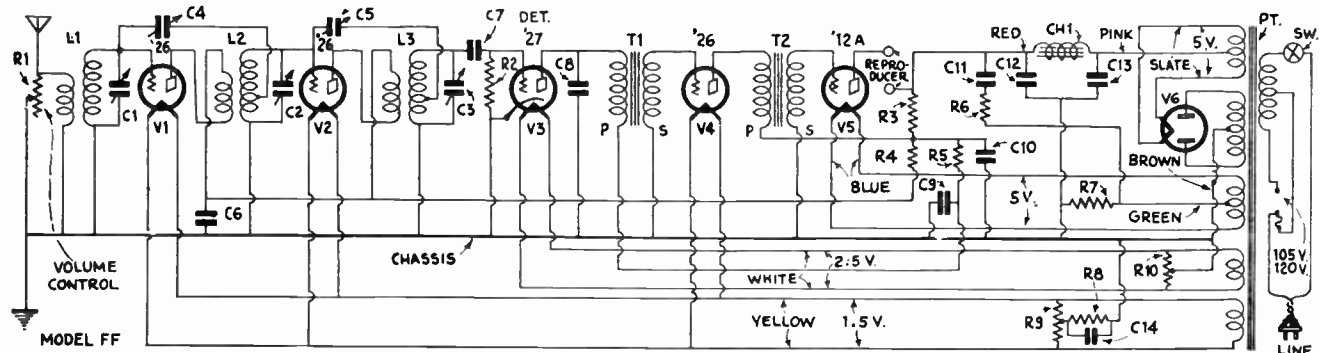 C4
C5
C7
DET.
L1
'26
L2
'26
L3
'27
T1
'26
T2
'12 A
RED
CH1
PINK
PT.
SW.
R1
C1
C2
C3
R2
C8
REPRODUCER
C11
C12
C13
5 V.
SLATE
V6
R3
R6
V1
V2
V3
P
S
V4
P
S
V5
R4
R5
C10
BROWN
BLUE
C9
5 V.
R7
GREEN
C6
VOLUME
CONTROL
CHASSIS
2.5 V.
WHITE
R10
105 V.
120 V.
YELLOW
1.5 V.
R8
R9
C14
MODEL FF
LINE